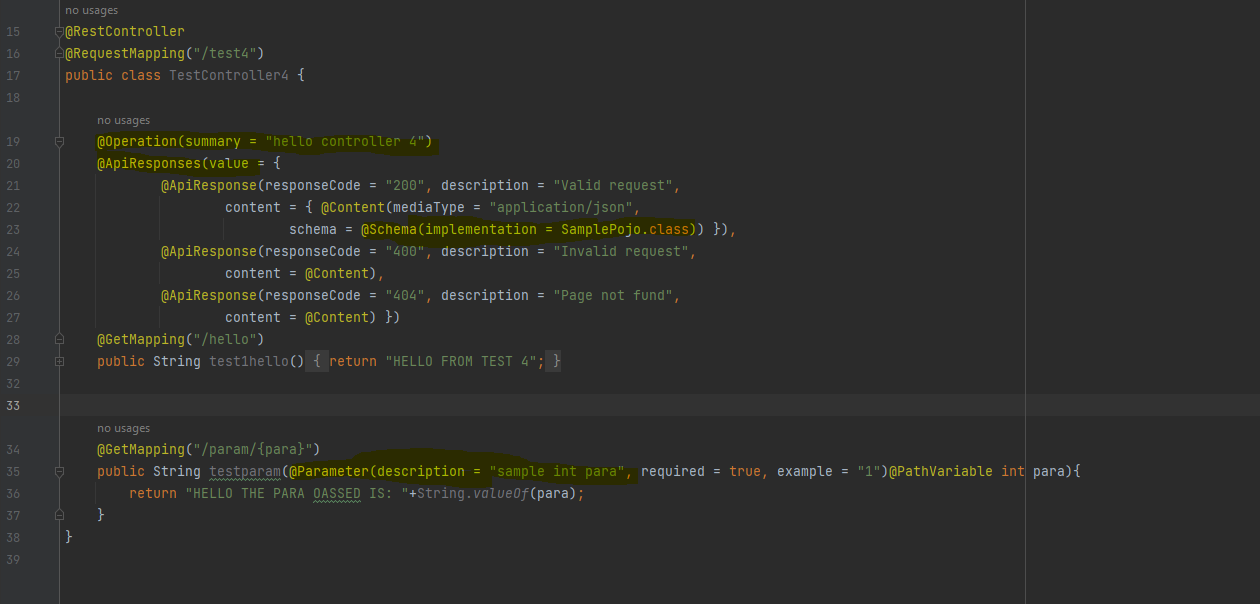 no usages
15 @RestController
16 @RequestMapping("/test4")
17 public class TestController4 {
18
no usages
19 @Operation(summary = "hello controller 4")
20 @ApiResponses(value = {
21 @ApiResponse(responseCode = "200", description = "Valid request",
22 content = { @Content(mediaType = "application/json",
23 schema = @Schema(implementation = SamplePojo.class)) }),
24 @ApiResponse(responseCode = "400", description = "Invalid request",
25 content = @Content),
26 @ApiResponse(responseCode = "404", description = "Page not fund",
27 content = @Content) })
28 @GetMapping("/hello")
29 public String test1hello() { return "HELLO FROM TEST 4"; }
32
33
no usages
34 @GetMapping("/param/{para}")
35 public String testparam(@Parameter(description = "sample int para", required = true, example = "1")@PathVariable int para){
36 return "HELLO THE PARA OASSED IS: "+String.valueOf(para);
37 }
38 }
39